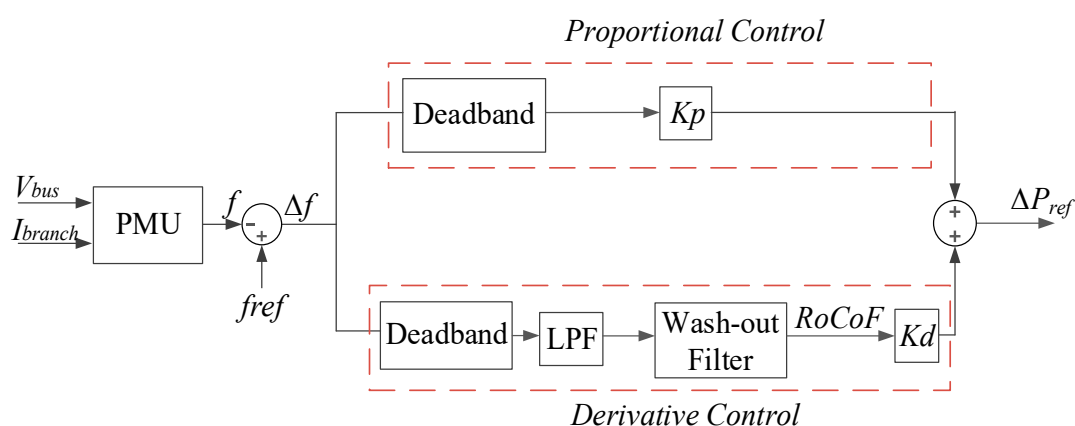 Proportional Control
Deadband
Kp
Vbus
Ibranch
PMU
f
-
+
Δf
fref
+
+
ΔPref
Deadband
LPF
Wash-out
Filter
RoCoF
Kd
Derivative Control